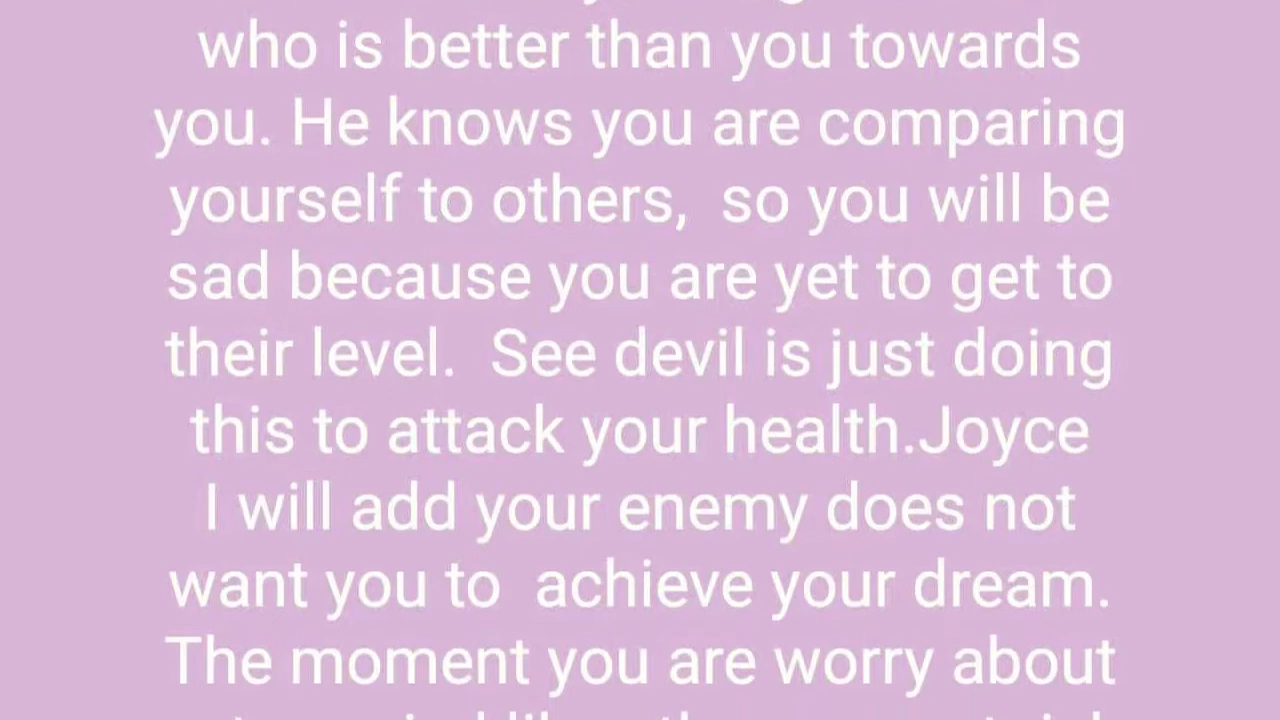 who is better than you towards
you. He knows you are comparing
yourself to others,  so you will be
sad because you are yet to get to
their level.  See devil is just doing
this to attack your health.Joyce
I will add your enemy does not
want you to  achieve your dream.
The moment you are worry about